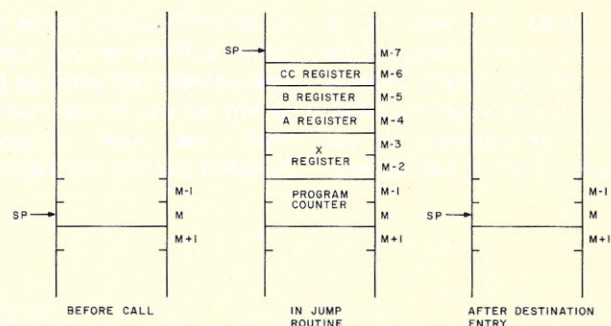 SP
M-7
CC REGISTER
M-6
B REGISTER
M-5
A REGISTER
M-4
X
REGISTER
M-3
M-2
M-1
PROGRAM
COUNTER
M-1
M-1
SP
M
M
SP
M
M+1
M+1
M+1
BEFORE CALL
IN JUMP
ROUTINE
AFTER DESTINATION
ENTRY